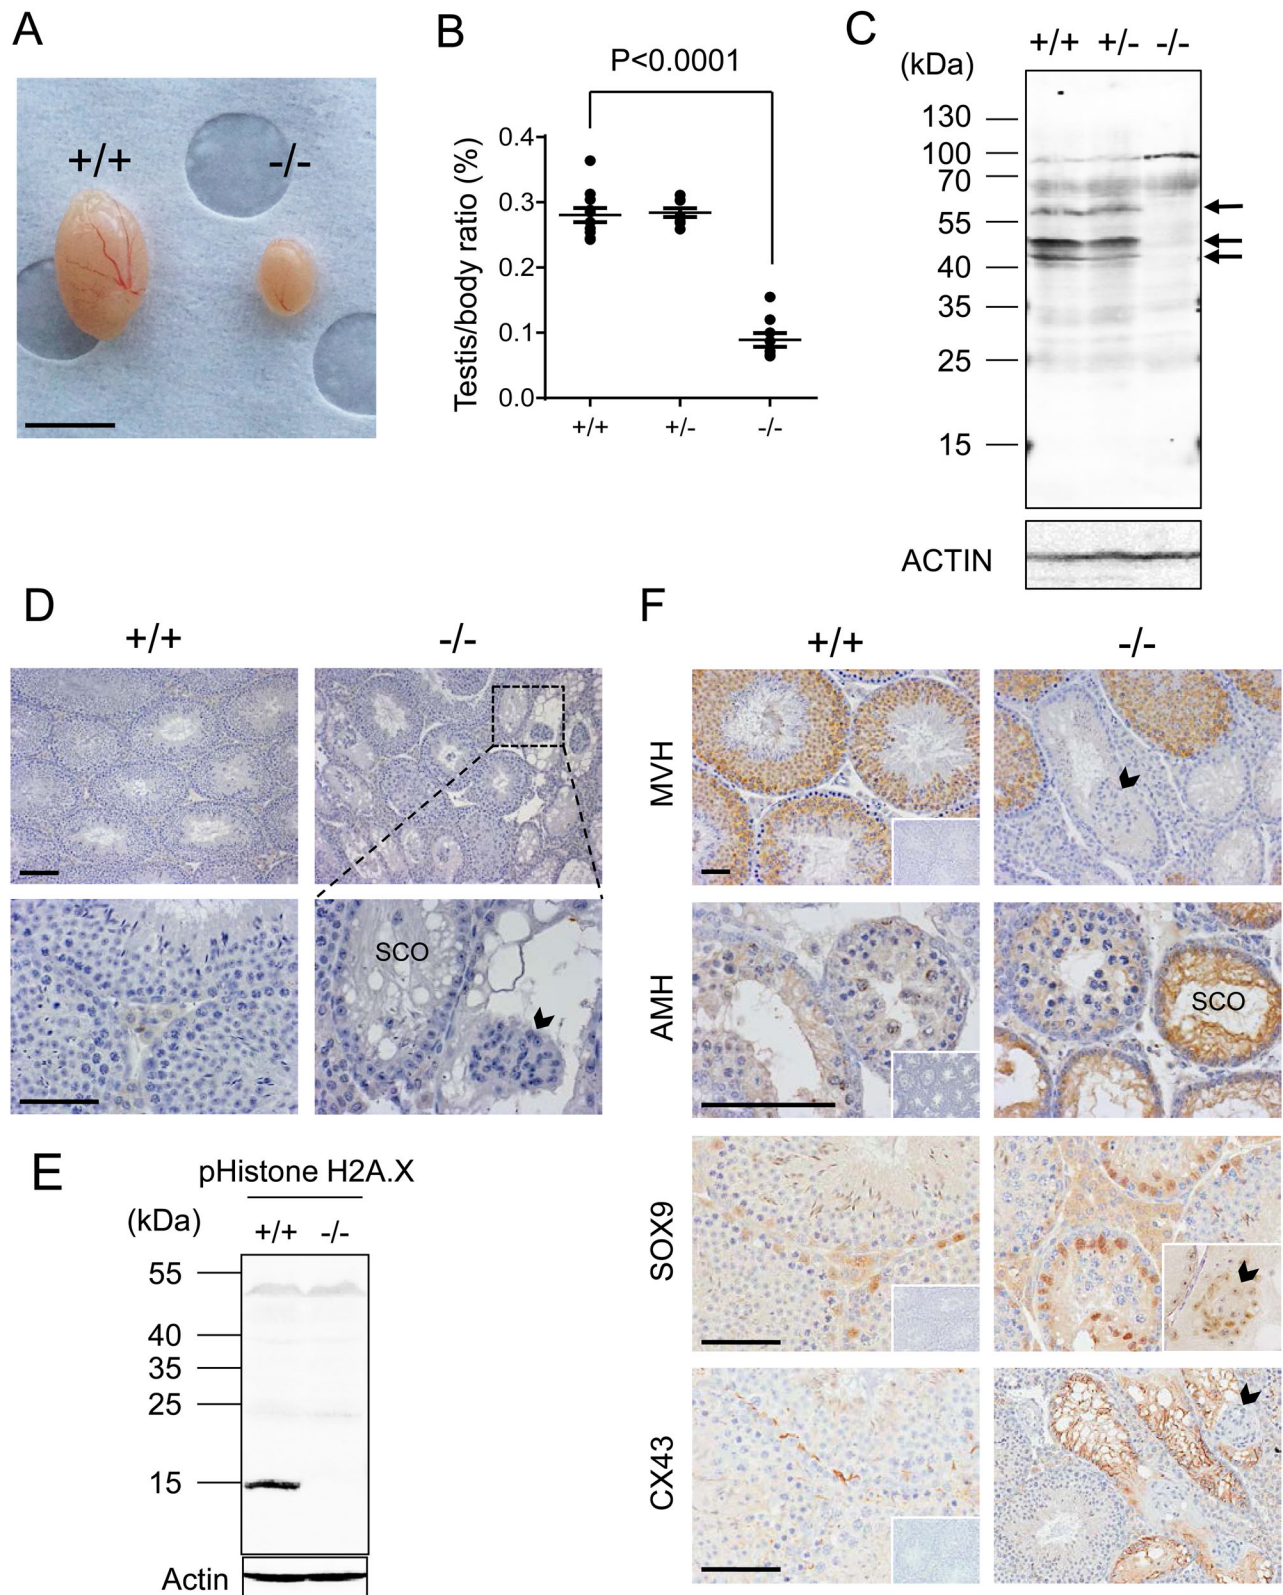 A
+/+
-/-
B
P<0.0001
Testis/body ratio (%)
0.4
0.3
0.2
0.1
0.0
+/+
+/-
-/-
C
+/+ +/- -/-
(kDa)
130
100
70
55
40
35
25
15
ACTIN
D
+/+
-/-
SCO
E
pHistone H2A.X
(kDa)
+/+ -/-
55
40
35
25
15
Actin
F
+/+
-/-
MVH
AMH
SCO
SOX9
CX43